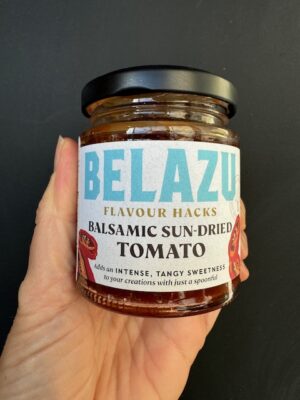 BELAZU
FLAVOUR HACKS
BALSAMIC SUN-DRIED
TOMATO
Adds an INTENSE, TANGY SWEETNESS
to your creations with just a spoonful